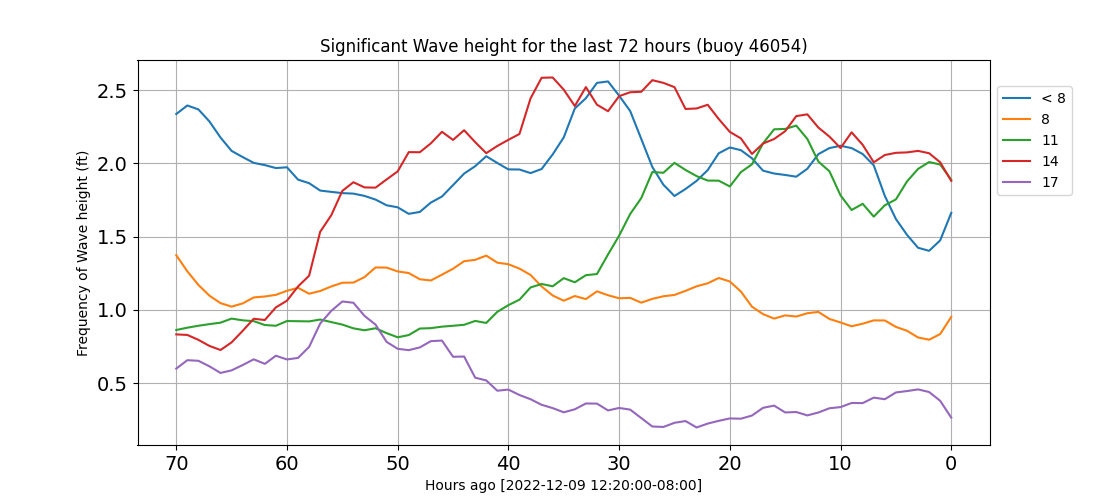 Significant Wave height for the last 72 hours (buoy 46054)
Frequency of Wave height (ft)
2.5
2.0
1.5
1.0
0.5
70 60 50 40 30 20 10 0
Hours ago [2022-12-09 12:20:00-08:00]
< 8
8
11
14
17